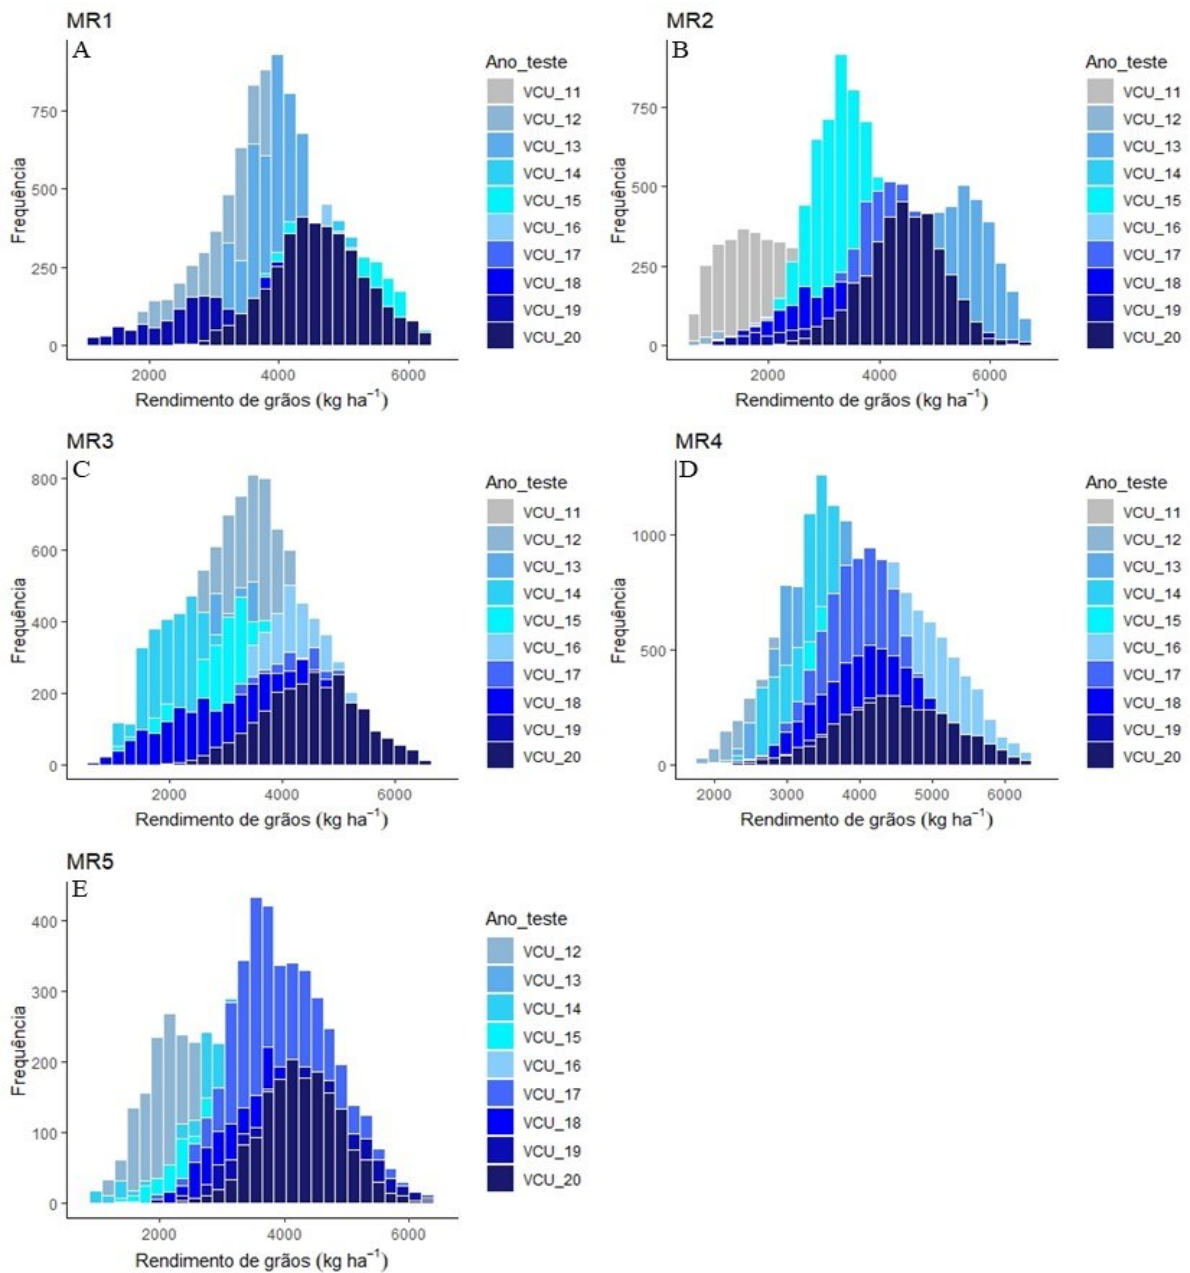 MR1
A
Frequência
750
500
250
0
2000 4000 6000
Rendimento de grãos (kg ha⁻¹)
Ano_teste
VCU_11
VCU_12
VCU_13
VCU_14
VCU_15
VCU_16
VCU_17
VCU_18
VCU_19
VCU_20
MR2
B
Frequência
750
500
250
0
2000 4000 6000
Rendimento de grãos (kg ha⁻¹)
Ano_teste
VCU_11
VCU_12
VCU_13
VCU_14
VCU_15
VCU_16
VCU_17
VCU_18
VCU_19
VCU_20
MR3
C
Frequência
800
600
400
200
0
2000 4000 6000
Rendimento de grãos (kg ha⁻¹)
Ano_teste
VCU_11
VCU_12
VCU_13
VCU_14
VCU_15
VCU_16
VCU_17
VCU_18
VCU_19
VCU_20
MR4
D
Frequência
1000
500
0
2000 3000 4000 5000 6000
Rendimento de grãos (kg ha⁻¹)
Ano_teste
VCU_11
VCU_12
VCU_13
VCU_14
VCU_15
VCU_16
VCU_17
VCU_18
VCU_19
VCU_20
MR5
E
Frequência
400
300
200
100
0
2000 4000 6000
Rendimento de grãos (kg ha⁻¹)
Ano_teste
VCU_12
VCU_13
VCU_14
VCU_15
VCU_16
VCU_17
VCU_18
VCU_19
VCU_20